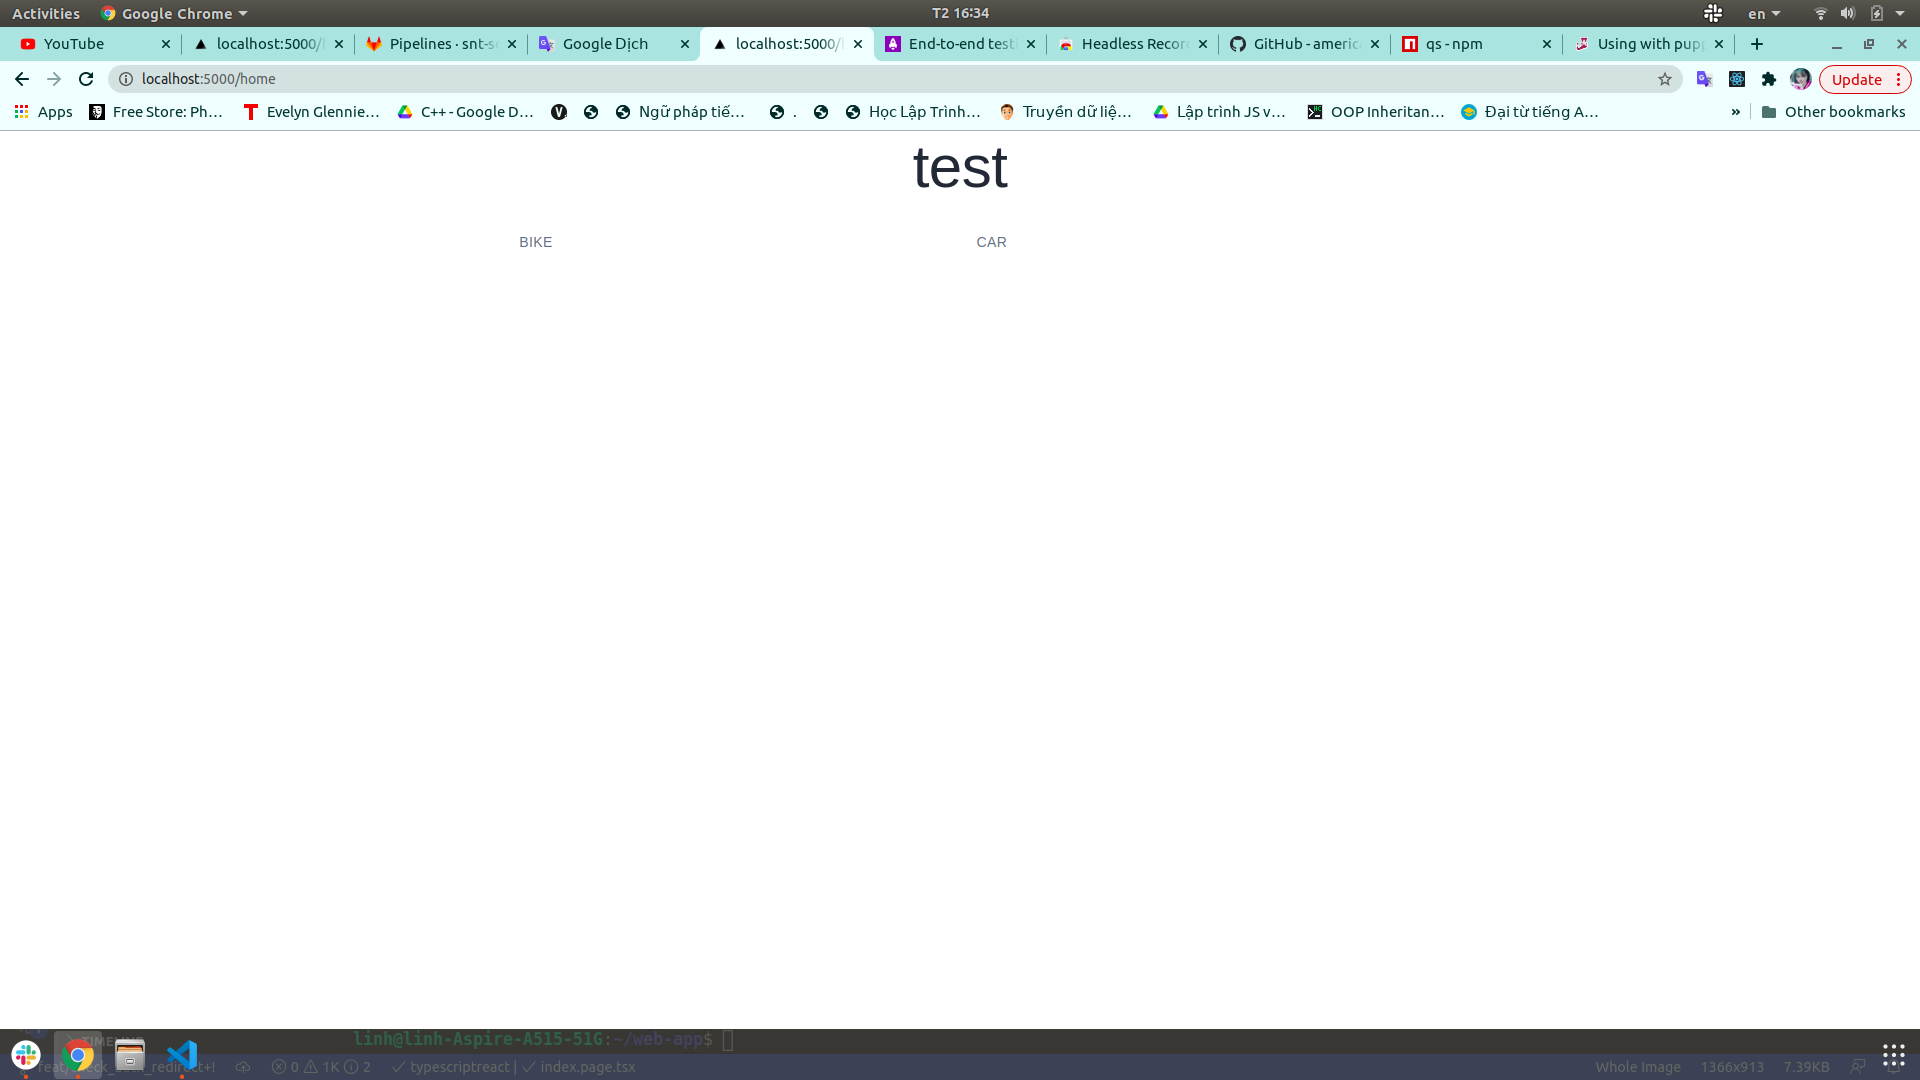 Activities Google Chrome T2 16:34 en
YouTube localhost:5000/ Pipelines · snt-s Google Dịch localhost:5000/ End-to-end test Headless Recor GitHub - americ qs - npm Using with pupp
localhost:5000/home Update
Apps Free Store: Ph... Evelyn Glennie... C++ - Google D... Ngữ pháp tiế... . Học Lập Trình... Truyền dữ liệ... Lập trình JS v... OOP Inheritan... Đại từ tiếng A... » Other bookmarks
test
BIKE CAR
linh@linh-Aspire-A515-51G:~/web-app$
0 1K 2 typescriptreact | index.page.tsx Whole Image 1366x913 7.39KB